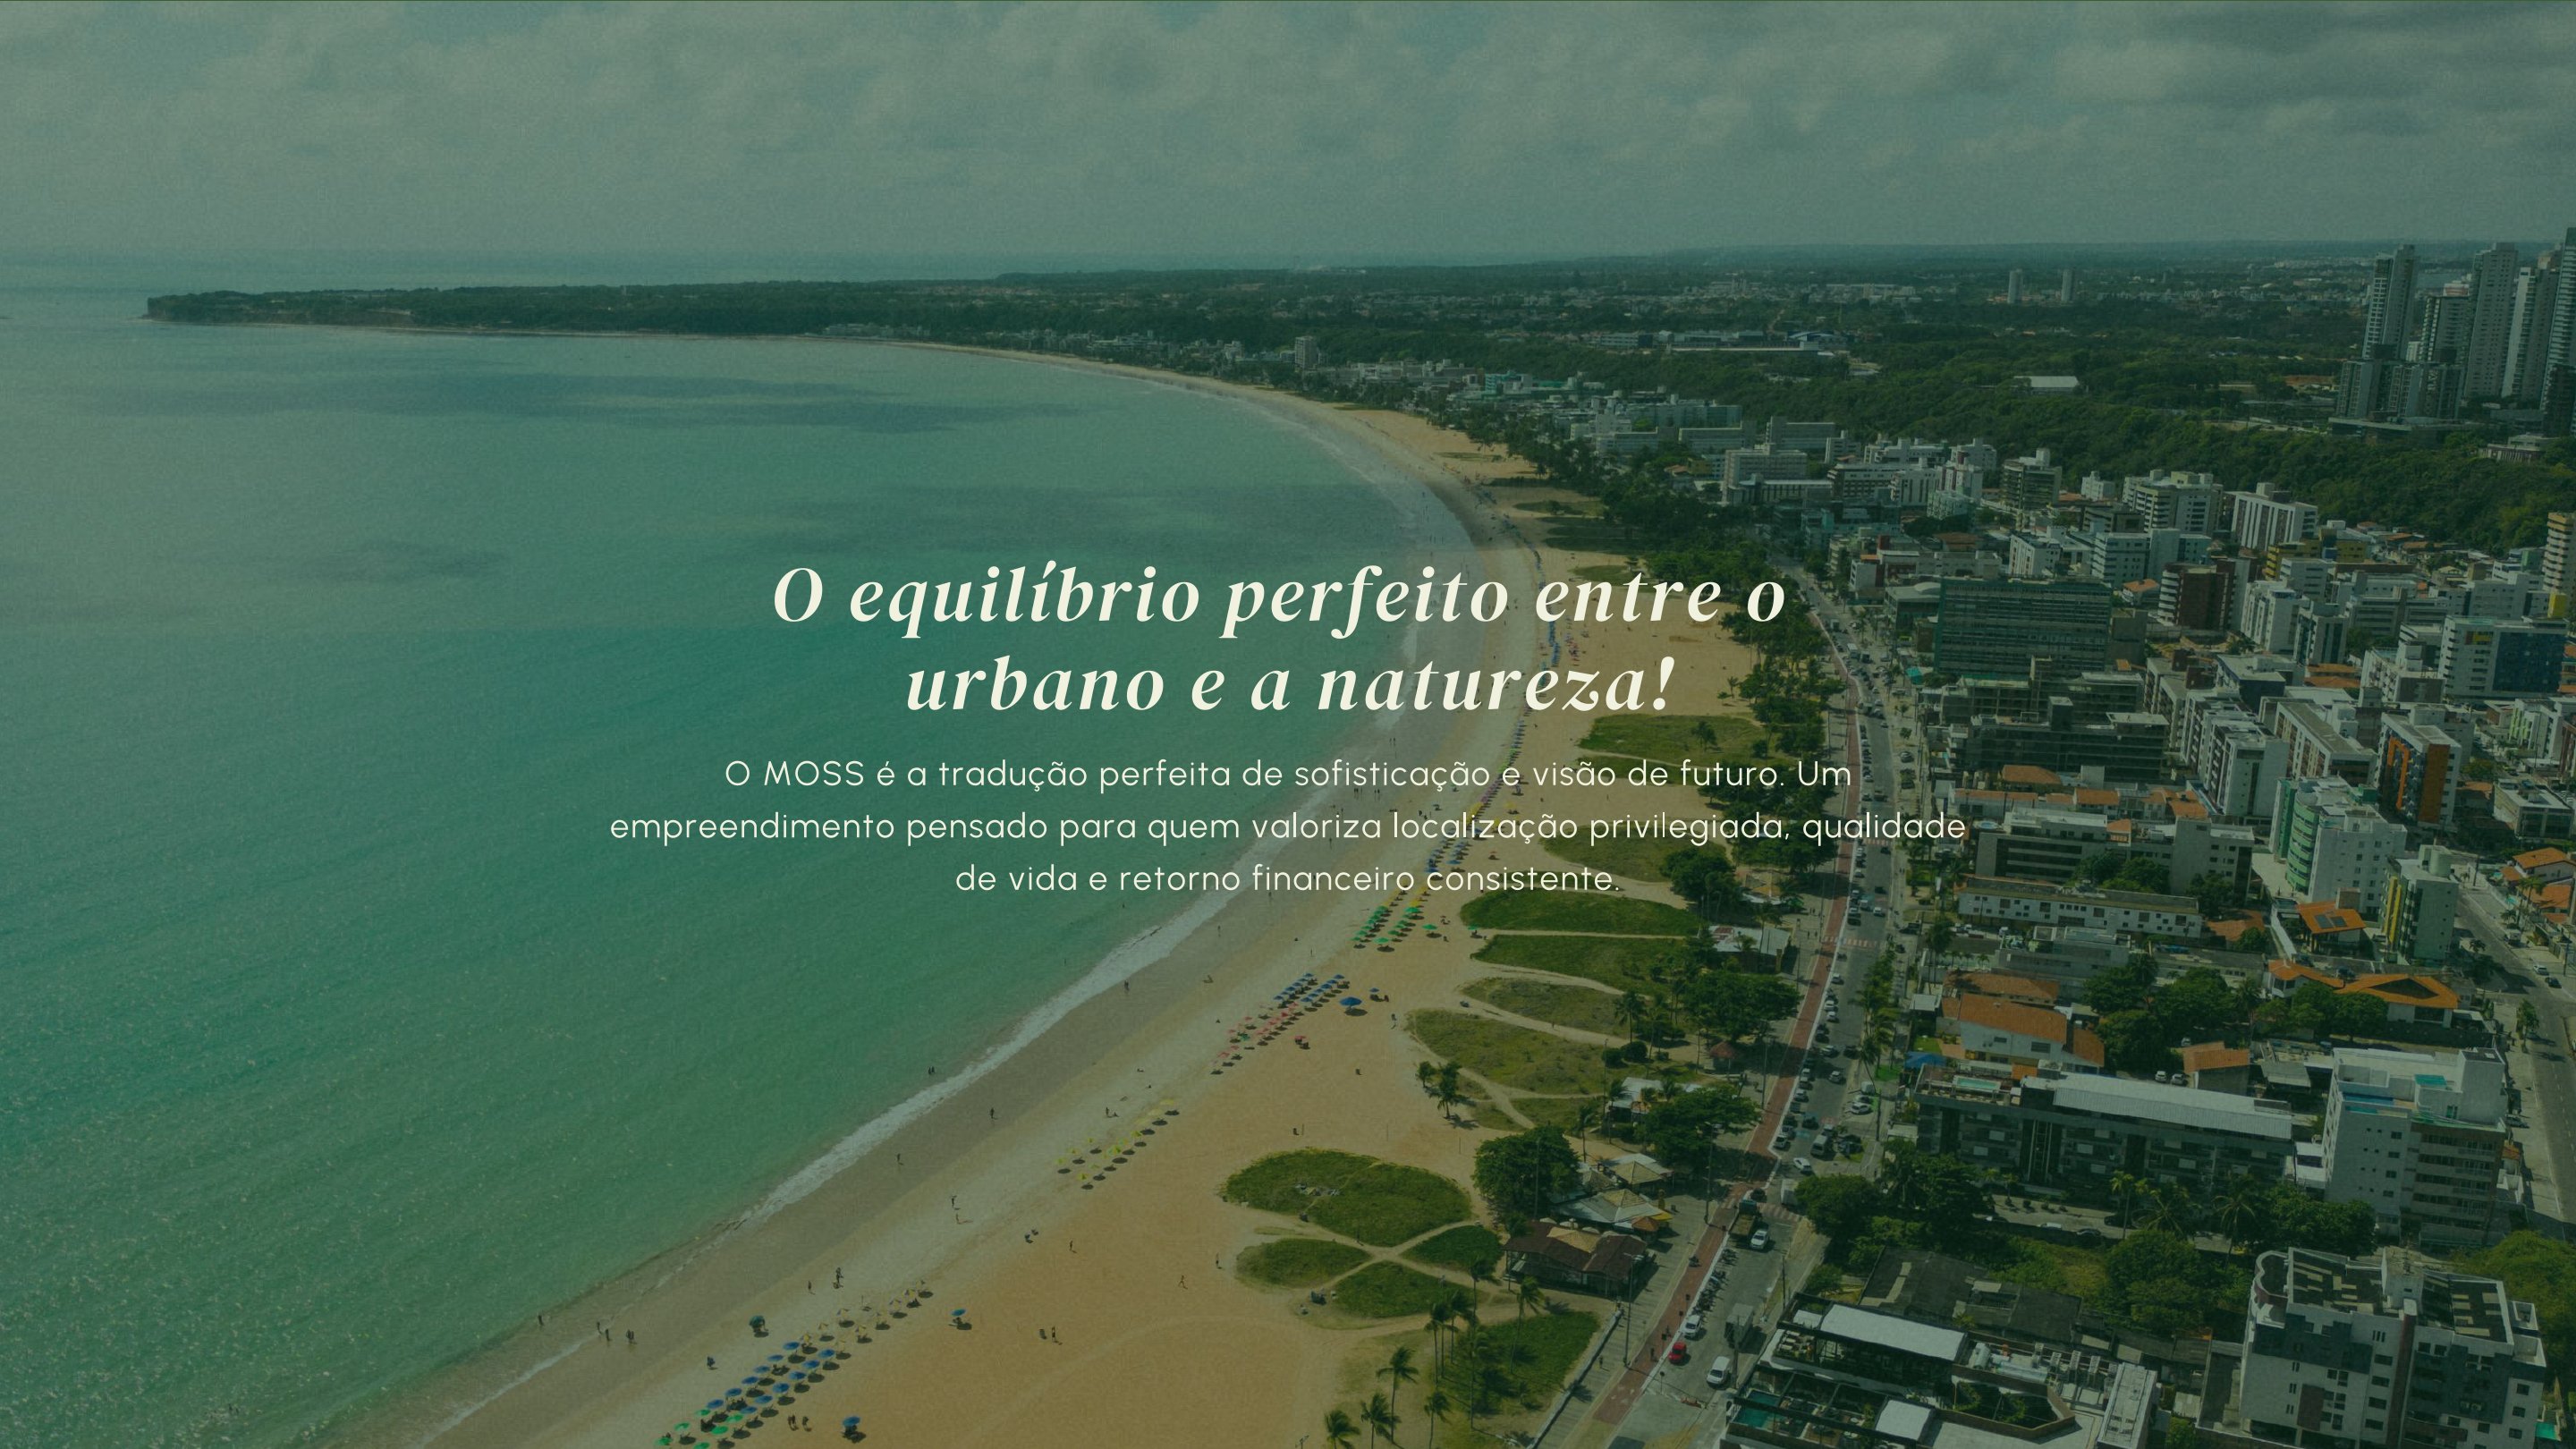 O equilíbrio perfeito entre o
urbano e a natureza!
O MOSS é a tradução perfeita de sofisticação e visão de futuro. Um
empreendimento pensado para quem valoriza localização privilegiada, qualidade
de vida e retorno financeiro consistente.